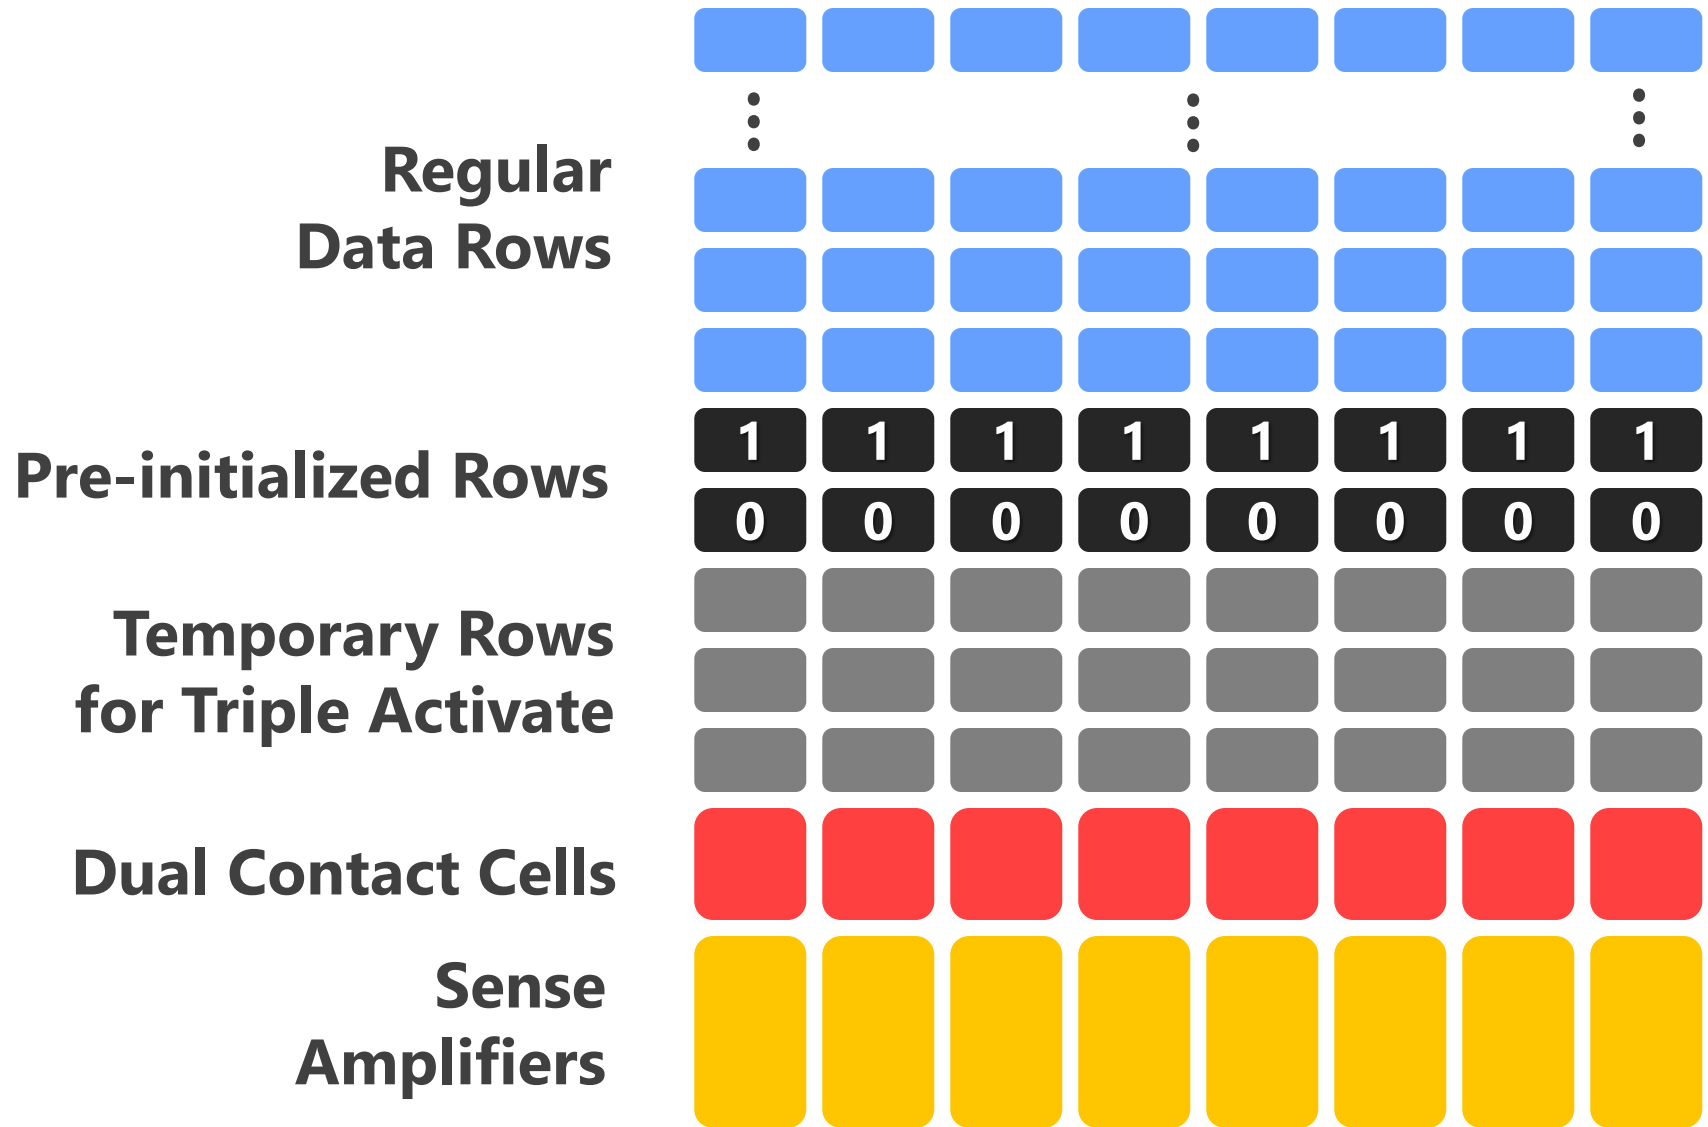 Regular
Data Rows
Pre-initialized Rows
1 1 1 1 1 1 1 1
0 0 0 0 0 0 0 0
Temporary Rows
for Triple Activate
Dual Contact Cells
Sense
Amplifiers